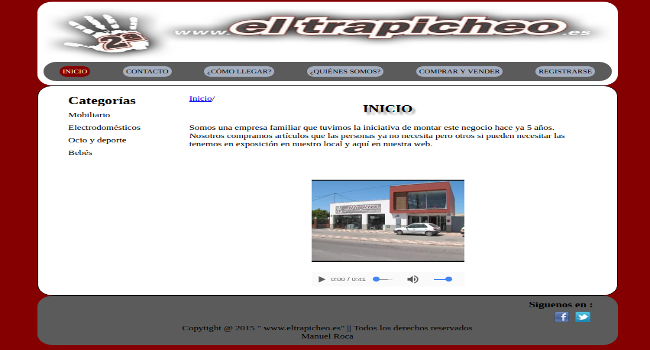 2ª
www.eltrapicheo.es
INICIO
CONTACTO
¿CÓMO LLEGAR?
¿QUIÉNES SOMOS?
COMPRAR Y VENDER
REGISTRARSE
Categorías
Mobiliario
Electrodomésticos
Ocio y deporte
Bebés
Inicio/
INICIO
Somos una empresa familiar que tuvimos la iniciativa de montar este negocio hace ya 5 años.
Nosotros compramos artículos que las personas ya no necesita pero otros si pueden necesitar las
tenemos en exposición en nuestro local y aquí en nuestra web.
0:00 / 0:41
Síguenos en :
Copyright @ 2015 " www.eltrapicheo.es" || Todos los derechos reservados
Manuel Roca